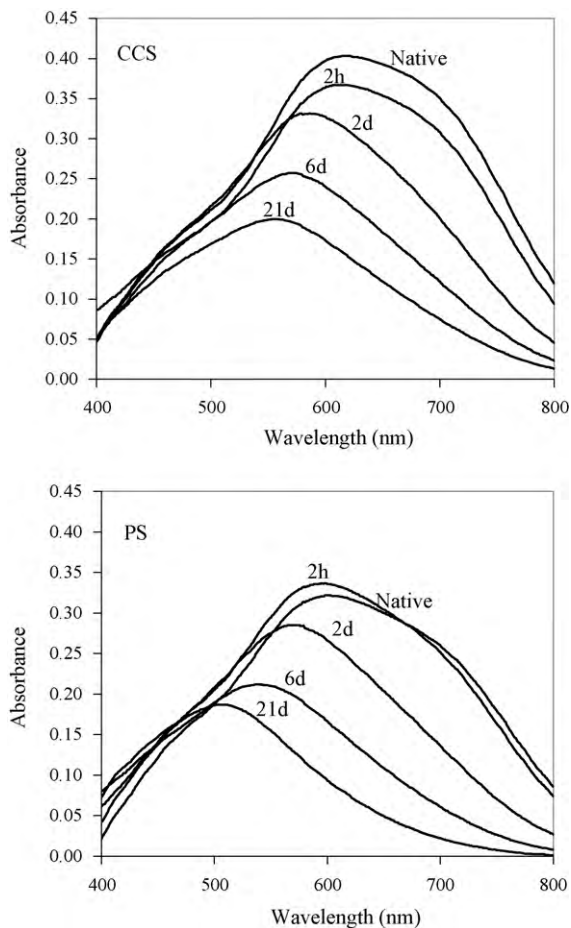 0.45
CCS
Native
0.40
2h
0.35
2d
0.30
0.25
6d
0.20
21d
0.15
0.10
0.05
0.00
Absorbance
400 500 600 700 800
Wavelength (nm)
0.45
PS
0.40
0.35
2h
Native
0.30
2d
0.25
6d
0.20
21d
0.15
0.10
0.05
0.00
Absorbance
400 500 600 700 800
Wavelength (nm)